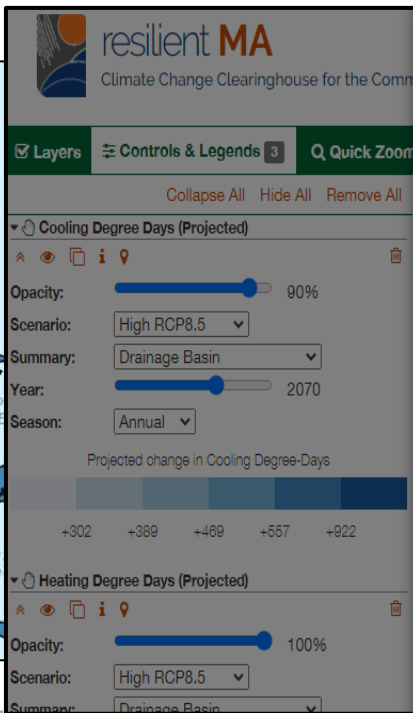 resilient MA
Climate Change Clearinghouse for the Comm
Layers Controls & Legends 3 Quick Zoom
Collapse All Hide All Remove All
Cooling Degree Days (Projected)
Opacity: 90%
Scenario: High RCP8.5
Summary: Drainage Basin
Year: 2070
Season: Annual
Projected change in Cooling Degree-Days
+302 +389 +469 +557 +922
Heating Degree Days (Projected)
Opacity: 100%
Scenario: High RCP8.5
Summary: Drainage Basin